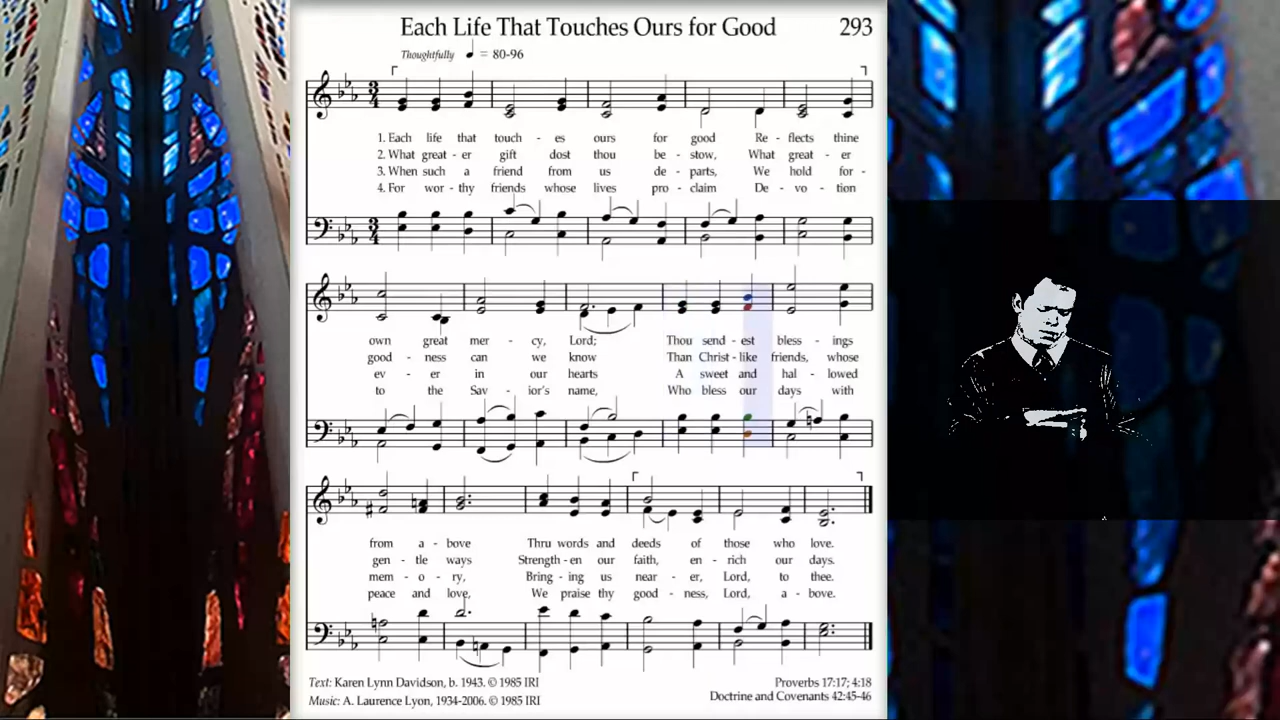 Each Life That Touches Ours for Good 293
Thoughtfully ♩ = 80-96
1. Each life that touch - es ours for good Re - flects thine
2. What great - er gift dost thou be - stow, What great - er
3. When such a friend from us de - parts, We hold for -
4. For wor - thy friends whose lives pro - claim De - vo - tion
own great mer - cy, Lord; Thou send - est bless - ings
good - ness can we know Than Christ - like friends, whose
ev - er in our hearts A sweet and hal - lowed
to the Sav - ior's name, Who bless our days with
from a - bove Thru words and deeds of those who love.
gen - tle ways Strength - en our faith, en - rich our days.
mem - o - ry, Bring - ing us near - er, Lord, to thee.
peace and love, We praise thy good - ness, Lord, a - bove.
Text: Karen Lynn Davidson, b. 1943. © 1985 IRI Proverbs 17:17; 4:18
Music: A. Laurence Lyon, 1934-2006. © 1985 IRI Doctrine and Covenants 42:45-46